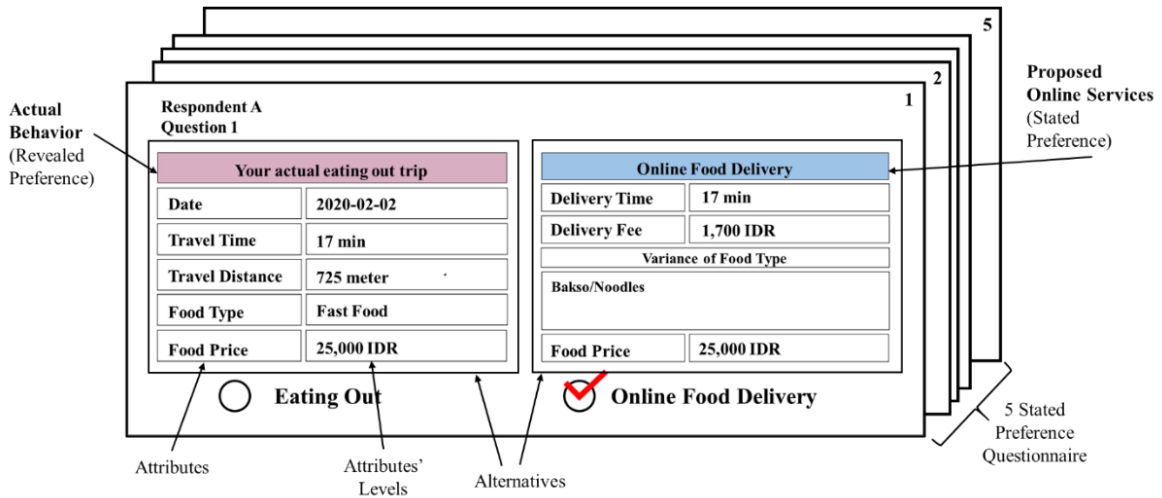 5
2
1
Actual
Behavior
(Revealed
Preference)
Proposed
Online Services
(Stated
Preference)
Respondent A
Question 1
Your actual eating out trip
Date 2020-02-02
Travel Time 17 min
Travel Distance 725 meter
Food Type Fast Food
Food Price 25,000 IDR
Online Food Delivery
Delivery Time 17 min
Delivery Fee 1,700 IDR
Variance of Food Type
Bakso/Noodles
Food Price 25,000 IDR
Eating Out
Online Food Delivery
Attributes
Attributes'
Levels
Alternatives
5 Stated
Preference
Questionnaire